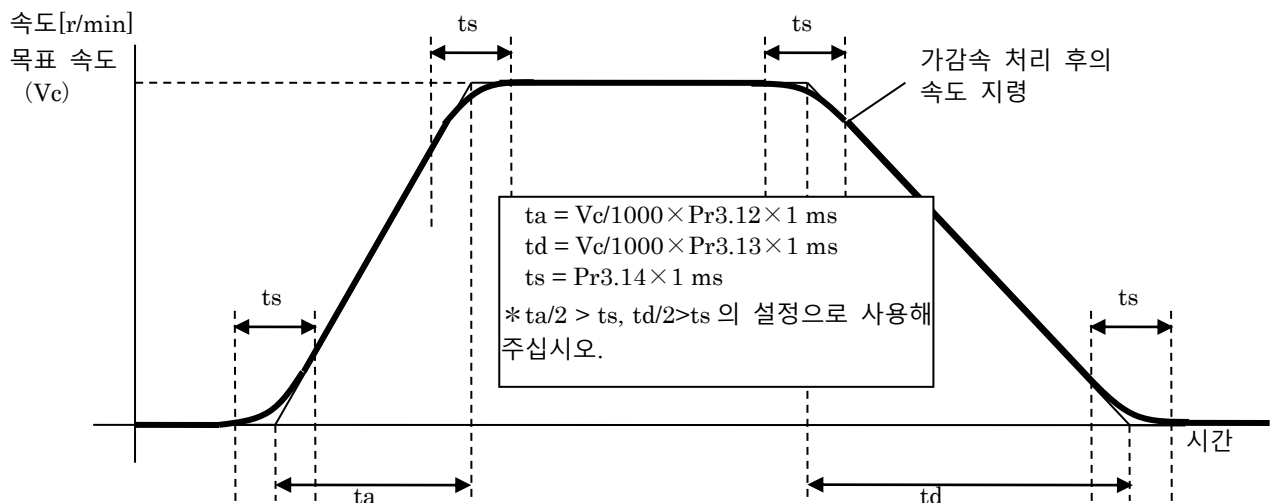 속도[r/min]
목표 속도
(Vc)
ts
ts
가감속 처리 후의
속도 지령
ta = Vc/1000×Pr3.12×1 ms
td = Vc/1000×Pr3.13×1 ms
ts = Pr3.14×1 ms
＊ta/2 > ts, td/2>ts 의 설정으로 사용해
주십시오.
ts
ts
시간
ta
td